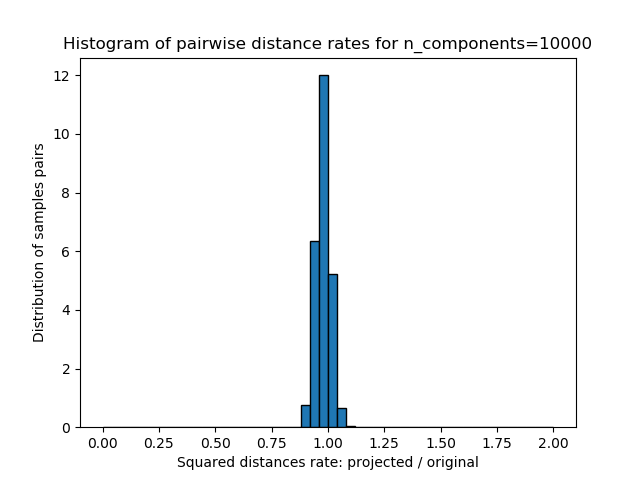 Histogram of pairwise distance rates for n_components=10000
12
10
8
6
4
2
0
Distribution of samples pairs
0.00 0.25 0.50 0.75 1.00 1.25 1.50 1.75 2.00
Squared distances rate: projected / original